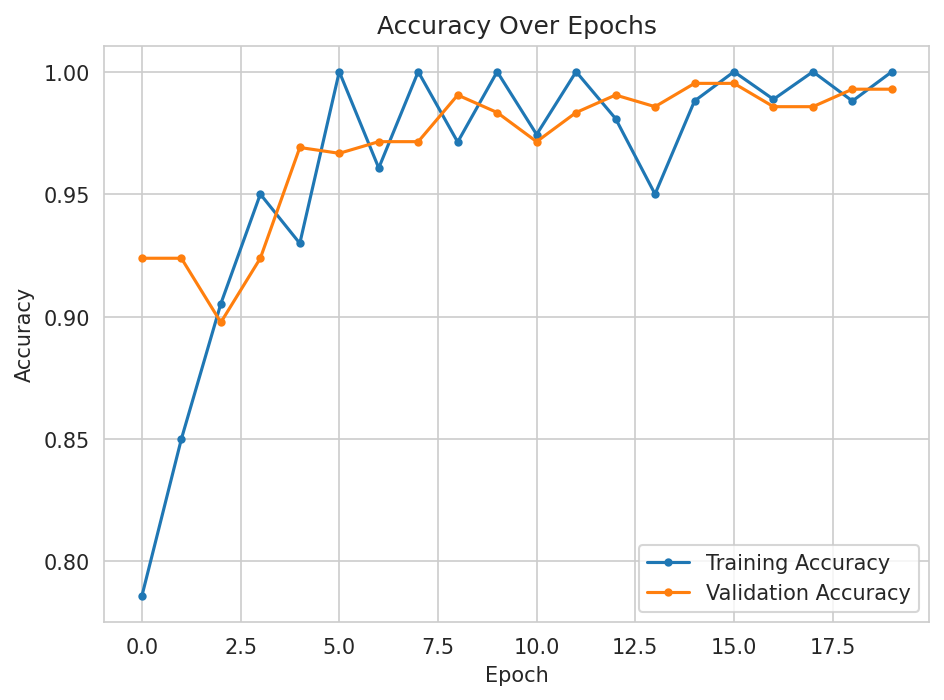 Accuracy Over Epochs
1.00
0.95
0.90
0.85
0.80
Accuracy
0.0 2.5 5.0 7.5 10.0 12.5 15.0 17.5
Epoch
Training Accuracy
Validation Accuracy